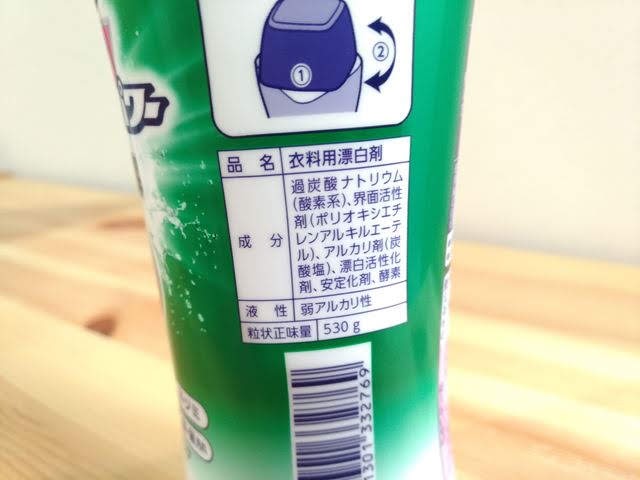 ①
②
品 名 衣料用漂白剤
成 分 過炭酸ナトリウム
(酸素系)、界面活性
剤(ポリオキシエチ
レンアルキルエーテ
ル)、アルカリ剤(炭
酸塩)、漂白活性化
剤、安定化剤、酵素
液 性 弱アルカリ性
粒状正味量 530g
1301 332769